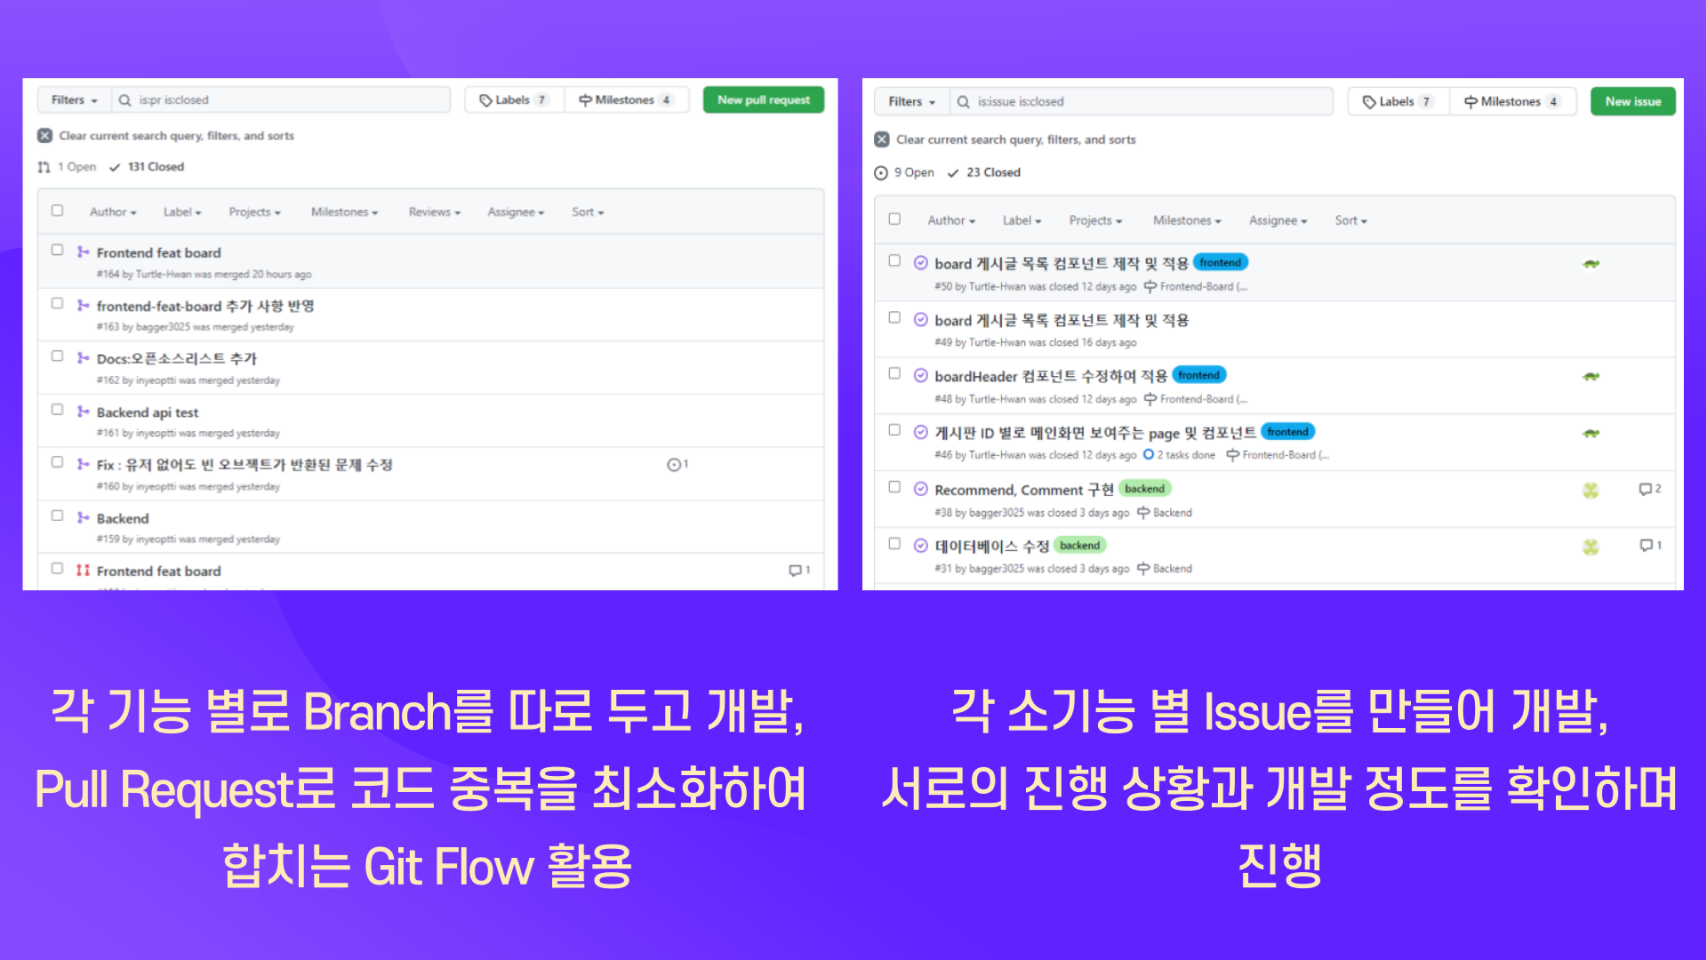 Filters
is:pr is:closed
Labels 7
Milestones 4
New pull request
Clear current search query, filters, and sorts
1 Open
131 Closed
Author Label Projects Milestones Reviews Assignee Sort
Frontend feat board
#164 by Turtle-Hwan was merged 20 hours ago
frontend-feat-board 추가 사항 반영
#163 by bagger3025 was merged yesterday
Docs:오픈소스리스트 추가
#162 by inyeoptti was merged yesterday
Backend api test
#161 by inyeoptti was merged yesterday
Fix : 유저 없어도 빈 오브젝트가 반환된 문제 수정
1
#160 by inyeoptti was merged yesterday
Backend
#159 by inyeoptti was merged yesterday
Frontend feat board
1
각 기능 별로 Branch를 따로 두고 개발,
Pull Request로 코드 중복을 최소화하여
합치는 Git Flow 활용
Filters
is:issue is:closed
Labels 7
Milestones 4
New issue
Clear current search query, filters, and sorts
9 Open
23 Closed
Author Label Projects Milestones Assignee Sort
board 게시글 목록 컴포넌트 제작 및 적용 frontend
#50 by Turtle-Hwan was closed 12 days ago Frontend-Board (...
board 게시글 목록 컴포넌트 제작 및 적용
#49 by Turtle-Hwan was closed 16 days ago
boardHeader 컴포넌트 수정하여 적용 frontend
#48 by Turtle-Hwan was closed 12 days ago Frontend-Board (...
게시판 ID 별로 메인화면 보여주는 page 및 컴포넌트 frontend
#46 by Turtle-Hwan was closed 12 days ago 2 tasks done Frontend-Board (...
Recommend, Comment 구현 backend
2
#38 by bagger3025 was closed 3 days ago Backend
데이터베이스 수정 backend
1
#31 by bagger3025 was closed 3 days ago Backend
각 소기능 별 Issue를 만들어 개발,
서로의 진행 상황과 개발 정도를 확인하며
진행